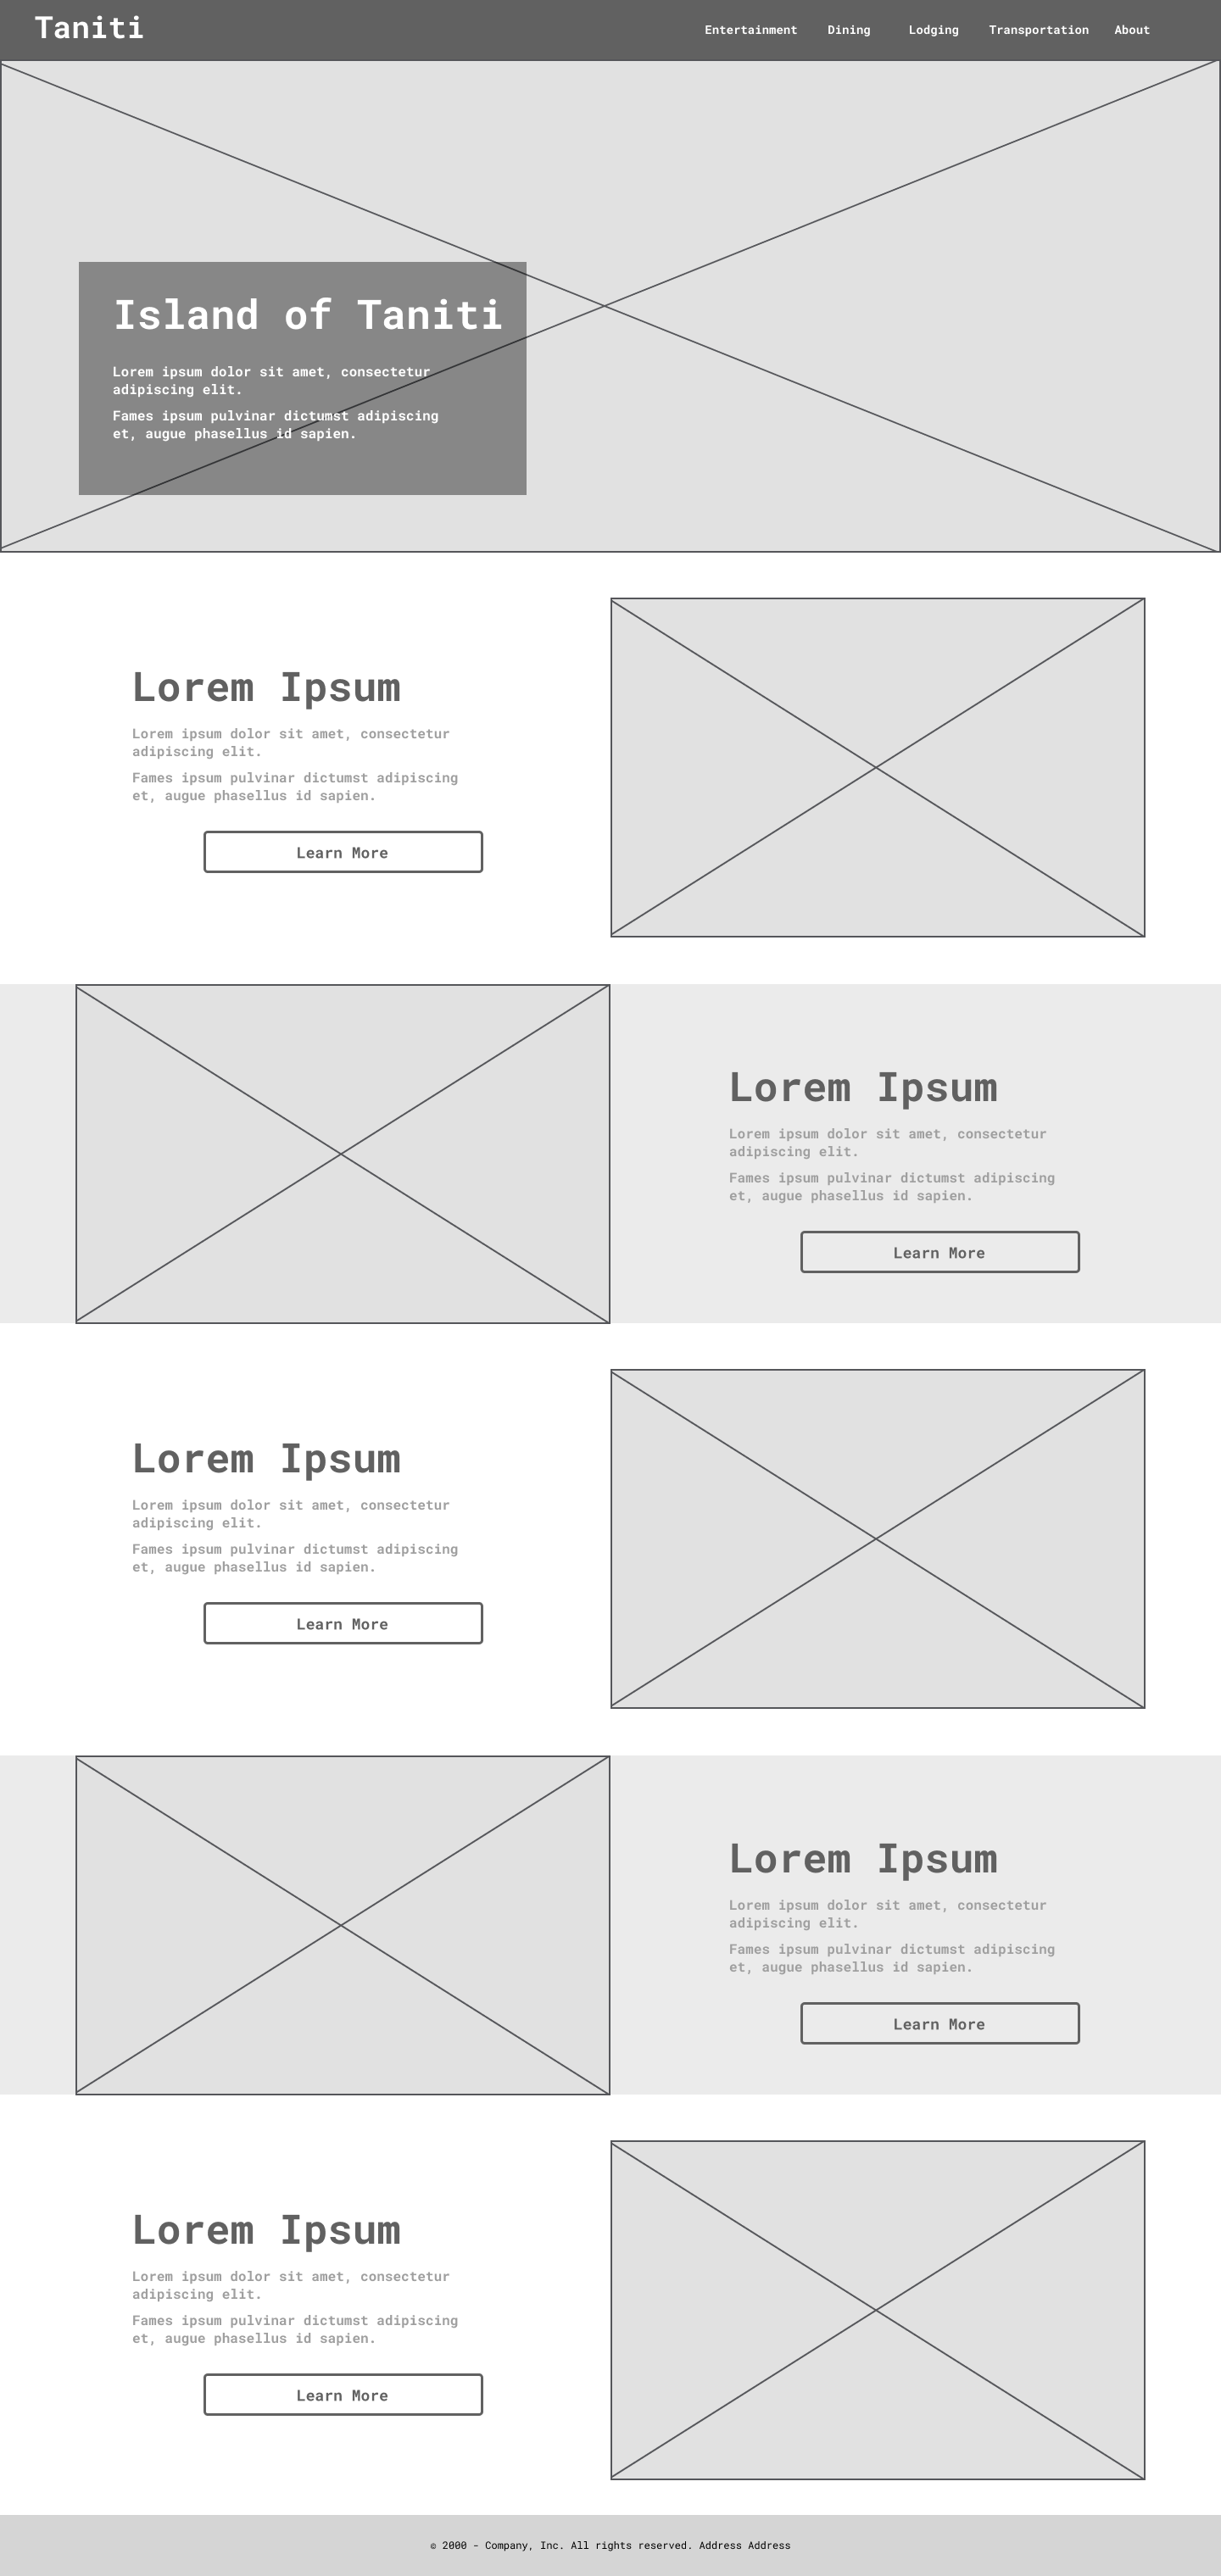 Taniti
Entertainment Dining Lodging Transportation About
Island of Taniti
Lorem ipsum dolor sit amet, consectetur
adipiscing elit.
Fames ipsum pulvinar dictumst adipiscing
et, augue phasellus id sapien.
Lorem Ipsum
Lorem ipsum dolor sit amet, consectetur
adipiscing elit.
Fames ipsum pulvinar dictumst adipiscing
et, augue phasellus id sapien.
Learn More
Lorem Ipsum
Lorem ipsum dolor sit amet, consectetur
adipiscing elit.
Fames ipsum pulvinar dictumst adipiscing
et, augue phasellus id sapien.
Learn More
Lorem Ipsum
Lorem ipsum dolor sit amet, consectetur
adipiscing elit.
Fames ipsum pulvinar dictumst adipiscing
et, augue phasellus id sapien.
Learn More
Lorem Ipsum
Lorem ipsum dolor sit amet, consectetur
adipiscing elit.
Fames ipsum pulvinar dictumst adipiscing
et, augue phasellus id sapien.
Learn More
Lorem Ipsum
Lorem ipsum dolor sit amet, consectetur
adipiscing elit.
Fames ipsum pulvinar dictumst adipiscing
et, augue phasellus id sapien.
Learn More
© 2000 - Company, Inc. All rights reserved. Address Address